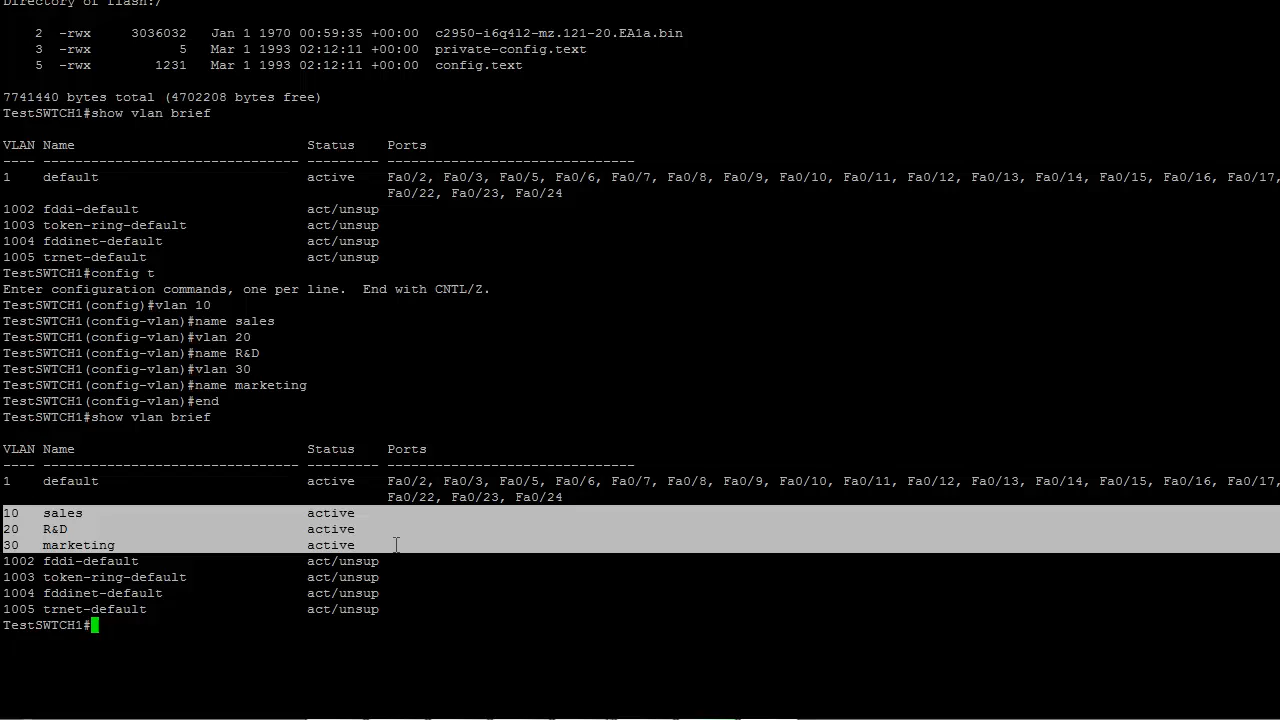 Directory of flash:/
2 -rwx 3036032 Jan 1 1970 00:59:35 +00:00 c2950-i6q4l2-mz.121-20.EA1a.bin
3 -rwx 5 Mar 1 1993 02:12:11 +00:00 private-config.text
5 -rwx 1231 Mar 1 1993 02:12:11 +00:00 config.text
7741440 bytes total (4702208 bytes free)
TestSWTCH1#show vlan brief
VLAN Name Status Ports
---- -------------------------------- --------- -------------------------------
1 default active Fa0/2, Fa0/3, Fa0/5, Fa0/6, Fa0/7, Fa0/8, Fa0/9, Fa0/10, Fa0/11, Fa0/12, Fa0/13, Fa0/14, Fa0/15, Fa0/16, Fa0/17,
Fa0/22, Fa0/23, Fa0/24
1002 fddi-default act/unsup
1003 token-ring-default act/unsup
1004 fddinet-default act/unsup
1005 trnet-default act/unsup
TestSWTCH1#config t
Enter configuration commands, one per line. End with CNTL/Z.
TestSWTCH1(config)#vlan 10
TestSWTCH1(config-vlan)#name sales
TestSWTCH1(config-vlan)#vlan 20
TestSWTCH1(config-vlan)#name R&D
TestSWTCH1(config-vlan)#vlan 30
TestSWTCH1(config-vlan)#name marketing
TestSWTCH1(config-vlan)#end
TestSWTCH1#show vlan brief
VLAN Name Status Ports
---- -------------------------------- --------- -------------------------------
1 default active Fa0/2, Fa0/3, Fa0/5, Fa0/6, Fa0/7, Fa0/8, Fa0/9, Fa0/10, Fa0/11, Fa0/12, Fa0/13, Fa0/14, Fa0/15, Fa0/16, Fa0/17,
Fa0/22, Fa0/23, Fa0/24
10 sales active
20 R&D active
30 marketing active
1002 fddi-default act/unsup
1003 token-ring-default act/unsup
1004 fddinet-default act/unsup
1005 trnet-default act/unsup
TestSWTCH1#